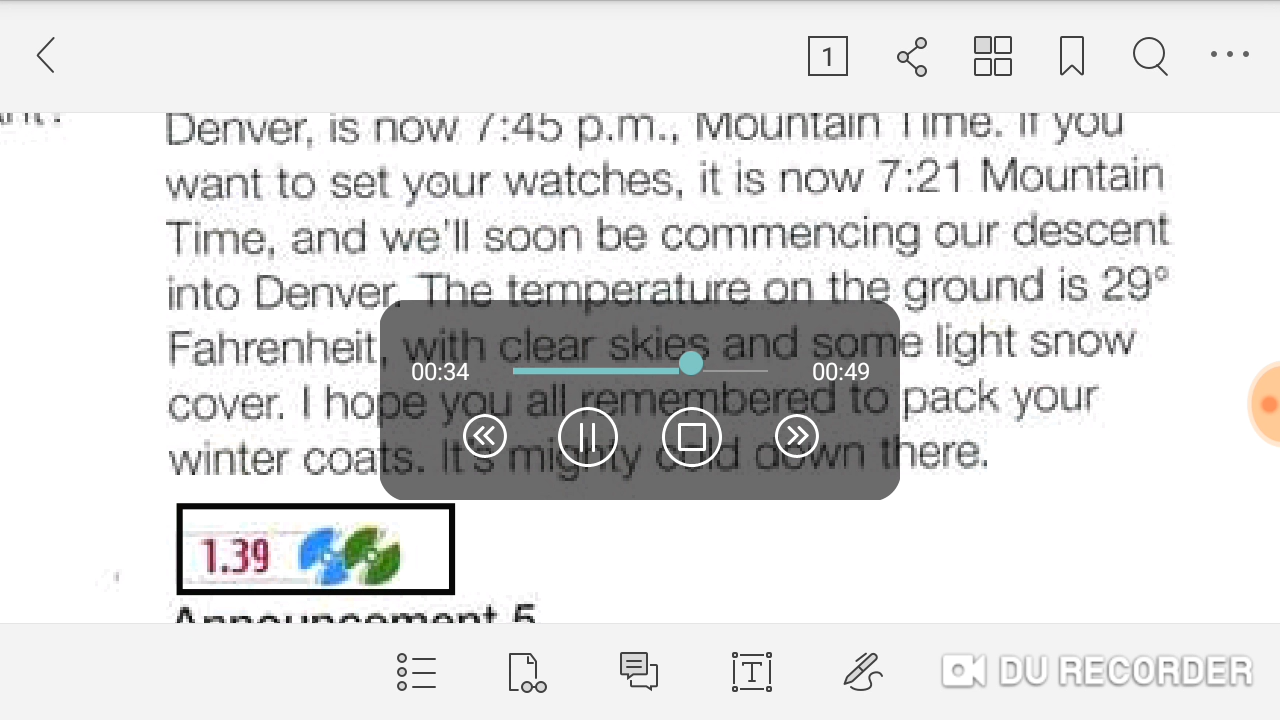 1
Denver, is now 7:45 p.m., Mountain Time. If you
want to set your watches, it is now 7:21 Mountain
Time, and we'll soon be commencing our descent
into Denver. The temperature on the ground is 29°
Fahrenheit, with clear skies and some light snow
cover. I hope you all remembered to pack your
winter coats. It's mighty cold down there.
00:34
00:49
1.39
Announcement 5
T
DU RECORDER